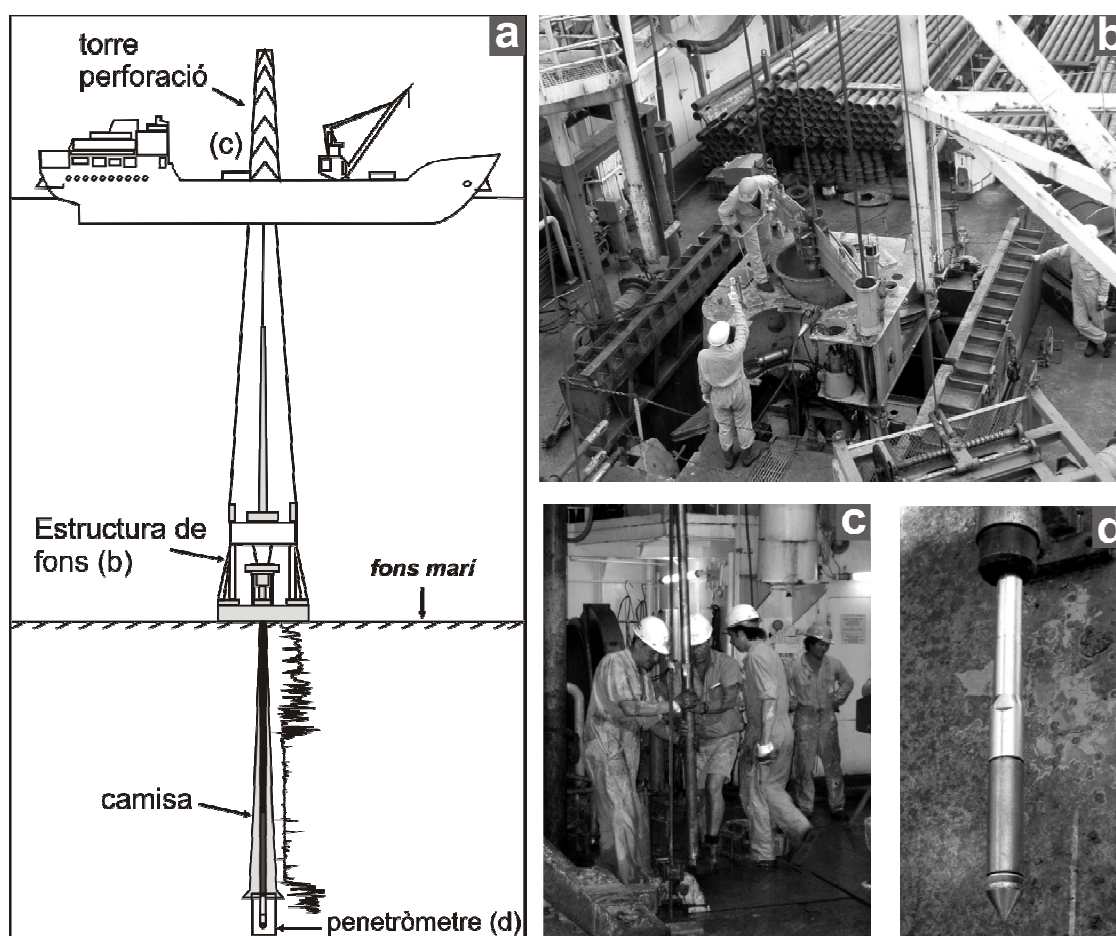 a
torre
perforació
(c)
Estructura de
fons (b)
fons marí
camisa
penetròmetre (d)
b
c
d